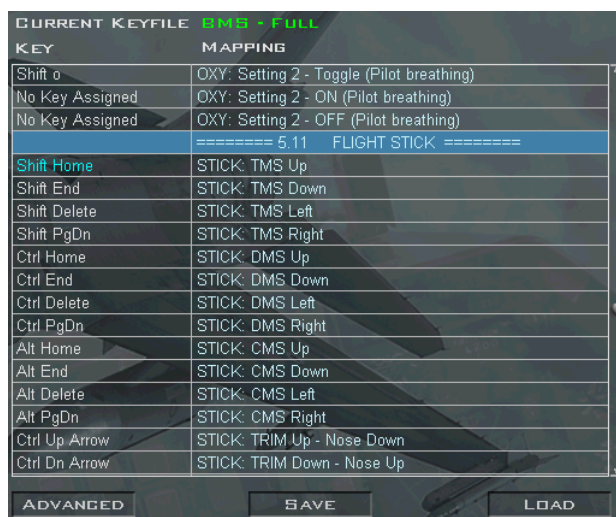 CURRENT KEYFILE BMS - FULL
KEY MAPPING
Shift o OXY: Setting 2 - Toggle (Pilot breathing)
No Key Assigned OXY: Setting 2 - ON (Pilot breathing)
No Key Assigned OXY: Setting 2 - OFF (Pilot breathing)
======== 5.11 FLIGHT STICK ========
Shift Home STICK: TMS Up
Shift End STICK: TMS Down
Shift Delete STICK: TMS Left
Shift PgDn STICK: TMS Right
Ctrl Home STICK: DMS Up
Ctrl End STICK: DMS Down
Ctrl Delete STICK: DMS Left
Ctrl PgDn STICK: DMS Right
Alt Home STICK: CMS Up
Alt End STICK: CMS Down
Alt Delete STICK: CMS Left
Alt PgDn STICK: CMS Right
Ctrl Up Arrow STICK: TRIM Up - Nose Down
Ctrl Dn Arrow STICK: TRIM Down - Nose Up
ADVANCED SAVE LOAD